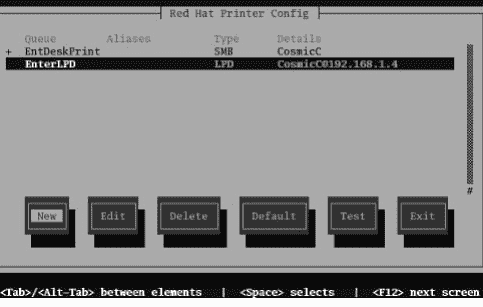 Red Hat Printer Config
Queue Aliases Type Details
+ EntDeskPrint SMB CosmicC
EnterLPD LPD CosmicC@192.168.1.4
#
New Edit Delete Default Test Exit
<Tab>/<Alt-Tab> between elements | <Space> selects | <F12> next screen